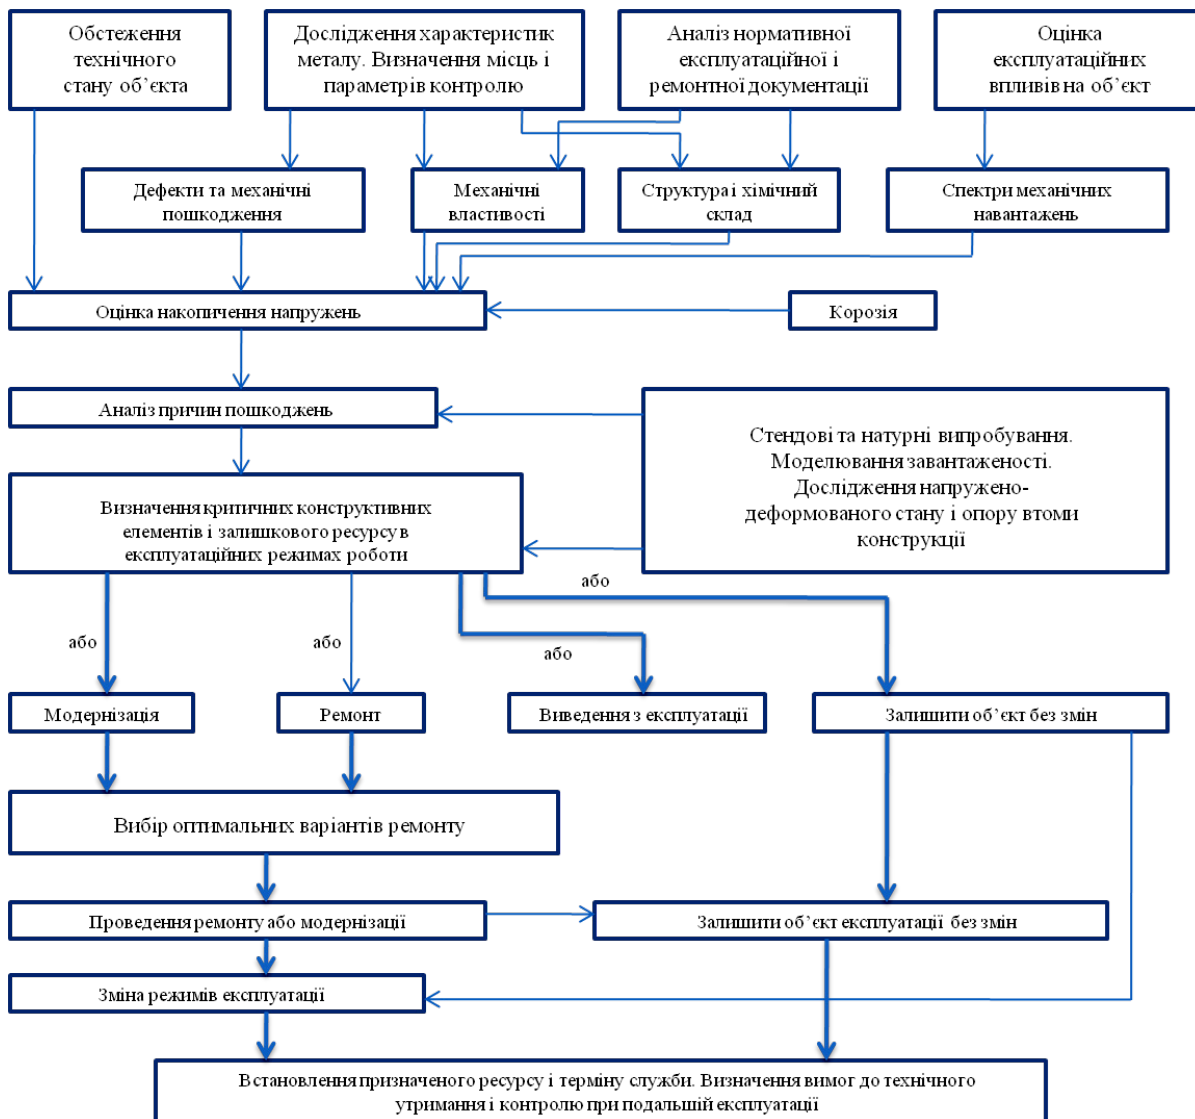 Обстеження
технічного
стану об’єкта
Дослідження характеристик
металу. Визначення місць і
параметрів контролю
Аналіз нормативної
експлуатаційної і
ремонтної документації
Оцінка
експлуатаційних
впливів на об’єкт
Дефекти та механічні
пошкодження
Механічні
властивості
Структура і хімічний
склад
Спектри механічних
навантажень
Оцінка накопичення напружень
Корозія
Аналіз причин пошкоджень
Стендові та натурні випробування.
Моделювання завантаженості.
Дослідження напружено-
деформованого стану і опору втоми
конструкції
Визначення критичних конструктивних
елементів і залишкового ресурсу в
експлуатаційних режимах роботи
або
або
або
або
Модернізація
Ремонт
Виведення з експлуатації
Залишити об’єкт без змін
Вибір оптимальних варіантів ремонту
Проведення ремонту або модернізації
Залишити об’єкт експлуатації без змін
Зміна режимів експлуатації
Встановлення призначеного ресурсу і терміну служби. Визначення вимог до технічного
утримання і контролю при подальшій експлуатації